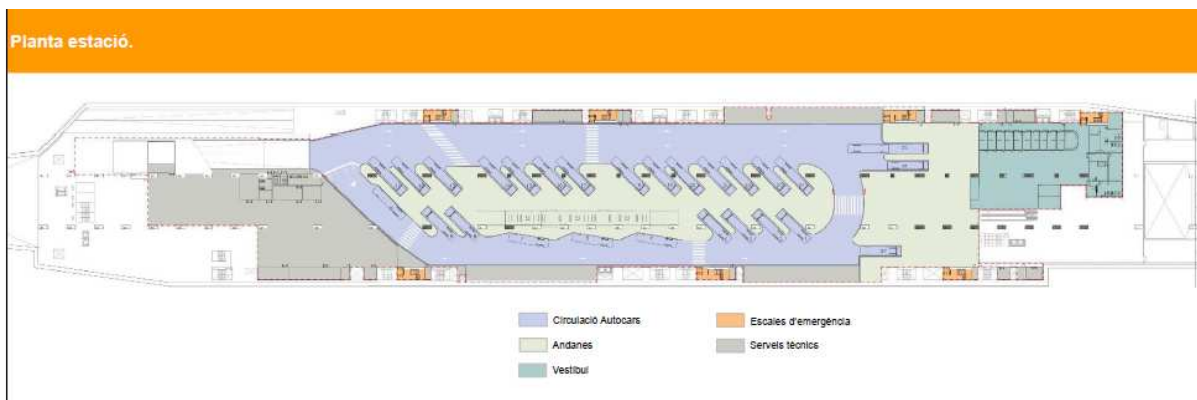 Planta estació.
Circulació Autocars
Andanes
Vestíbul
Escales d'emergència
Serveis tècnics